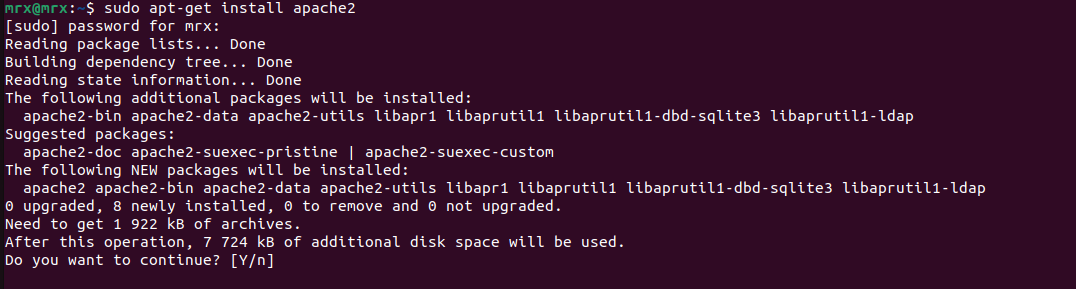 mrx@mrx:~$ sudo apt-get install apache2
[sudo] password for mrx:
Reading package lists... Done
Building dependency tree... Done
Reading state information... Done
The following additional packages will be installed:
  apache2-bin apache2-data apache2-utils libapr1 libaprutil1 libaprutil1-dbd-sqlite3 libaprutil1-ldap
Suggested packages:
  apache2-doc apache2-suexec-pristine | apache2-suexec-custom
The following NEW packages will be installed:
  apache2 apache2-bin apache2-data apache2-utils libapr1 libaprutil1 libaprutil1-dbd-sqlite3 libaprutil1-ldap
0 upgraded, 8 newly installed, 0 to remove and 0 not upgraded.
Need to get 1 922 kB of archives.
After this operation, 7 724 kB of additional disk space will be used.
Do you want to continue? [Y/n]